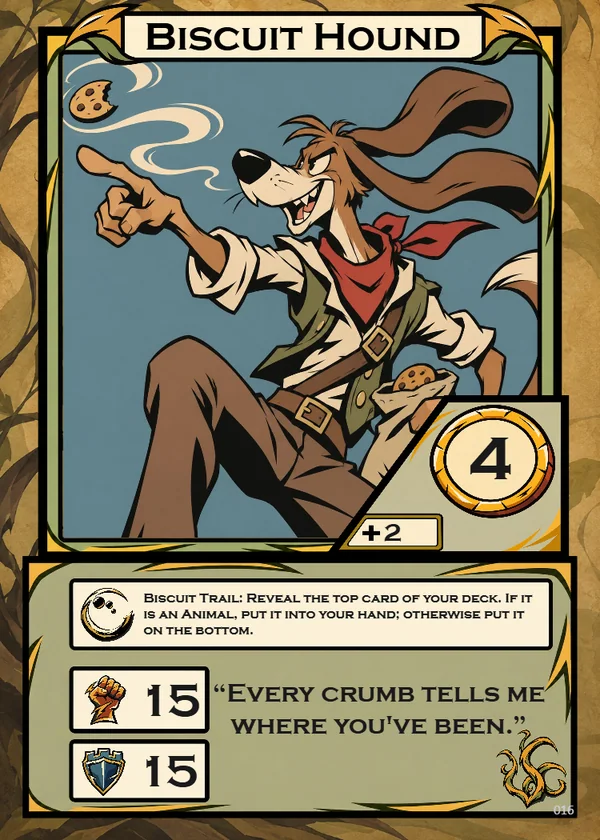 BISCUIT HOUND
4
+2
BISCUIT TRAIL: REVEAL THE TOP CARD OF YOUR DECK. IF IT
IS AN ANIMAL, PUT IT INTO YOUR HAND; OTHERWISE PUT IT
ON THE BOTTOM.
15
“EVERY CRUMB TELLS ME
WHERE YOU'VE BEEN.”
15
016